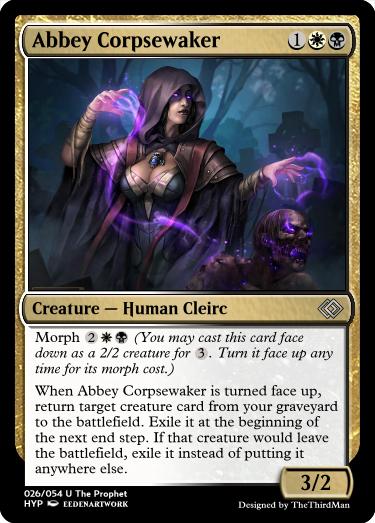 Abbey Corpsewaker 1
Creature — Human Cleirc
Morph 2 (You may cast this card face
down as a 2/2 creature for 3. Turn it face up any
time for its morph cost.)
When Abbey Corpsewaker is turned face up,
return target creature card from your graveyard
to the battlefield. Exile it at the beginning of
the next end step. If that creature would leave
the battlefield, exile it instead of putting it
anywhere else.
3/2
026/054 U The Prophet
HYP EEDENARTWORK
Designed by TheThirdMan